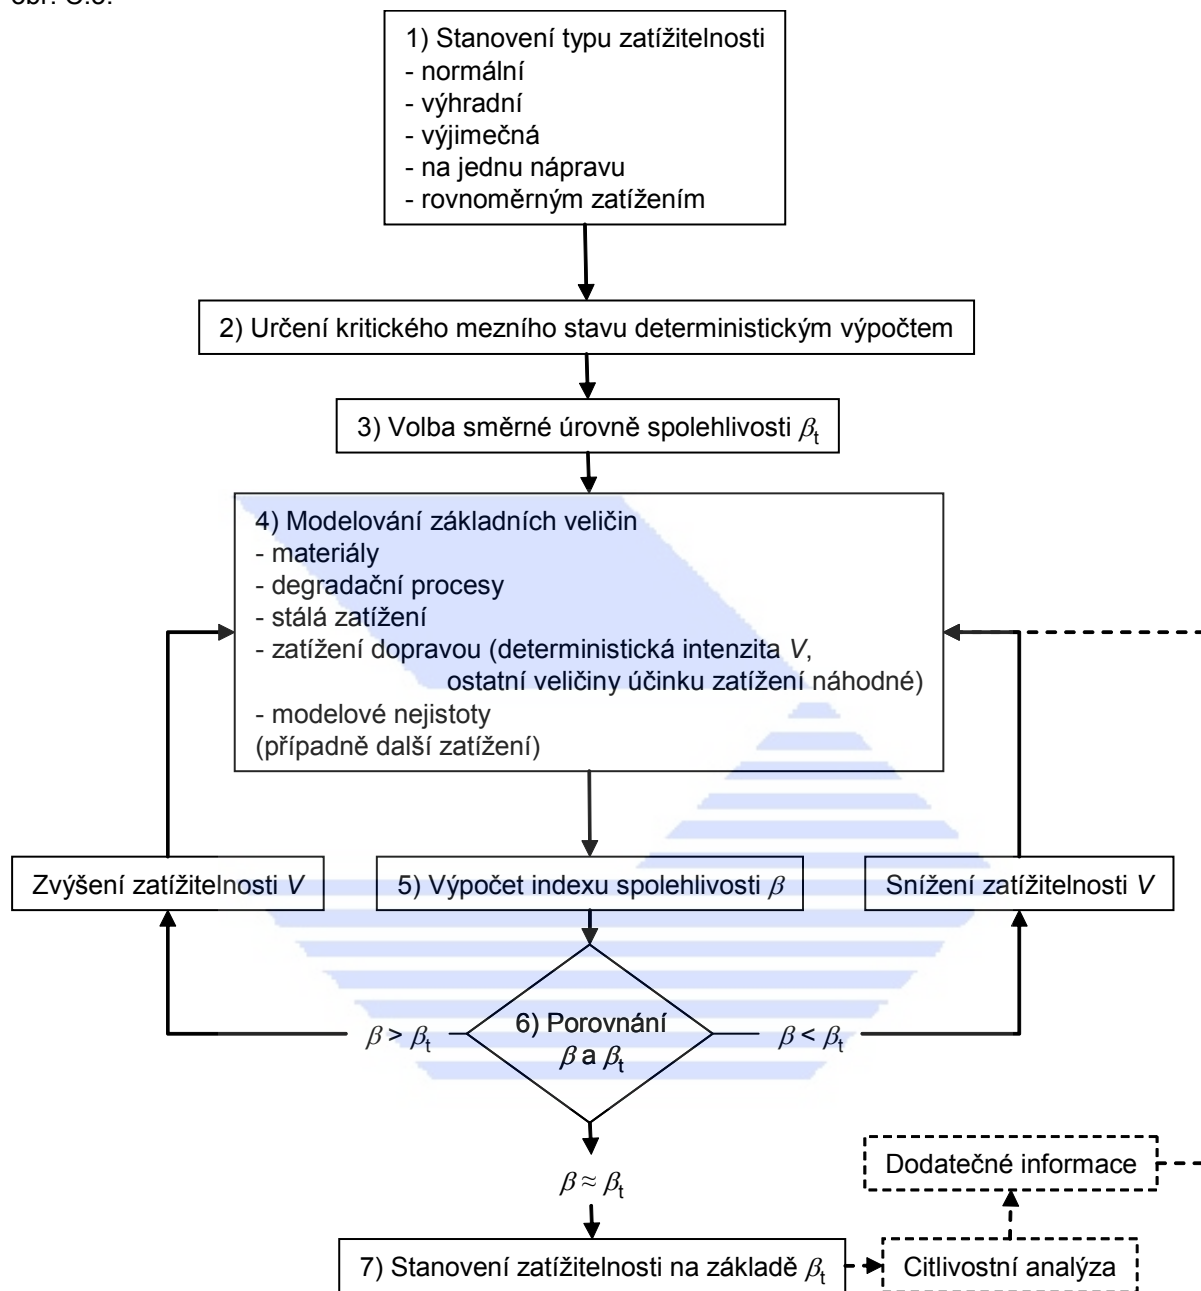 1) Stanovení typu zatížitelnosti
- normální
- výhradní
- výjimečná
- na jednu nápravu
- rovnoměrným zatížením
2) Určení kritického mezního stavu deterministickým výpočtem
3) Volba směrné úrovně spolehlivosti βt
4) Modelování základních veličin
- materiály
- degradační procesy
- stálá zatížení
- zatížení dopravou (deterministická intenzita V,
ostatní veličiny účinku zatížení náhodné)
- modelové nejistoty
(případně další zatížení)
Zvýšení zatížitelnosti V
5) Výpočet indexu spolehlivosti β
Snížení zatížitelnosti V
β > βt
6) Porovnání
β a βt
β < βt
β ≈ βt
Dodatečné informace
7) Stanovení zatížitelnosti na základě βt
Citlivostní analýza